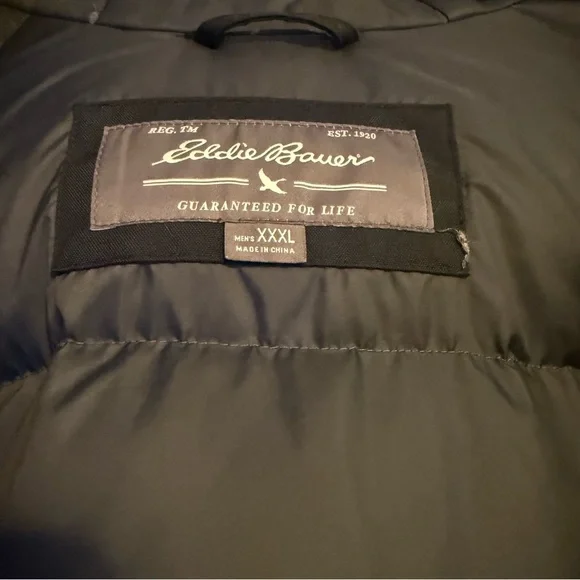 REG. TM EST. 1920
Eddie Bauer
GUARANTEED FOR LIFE
MEN'S XXXL
MADE IN CHINA